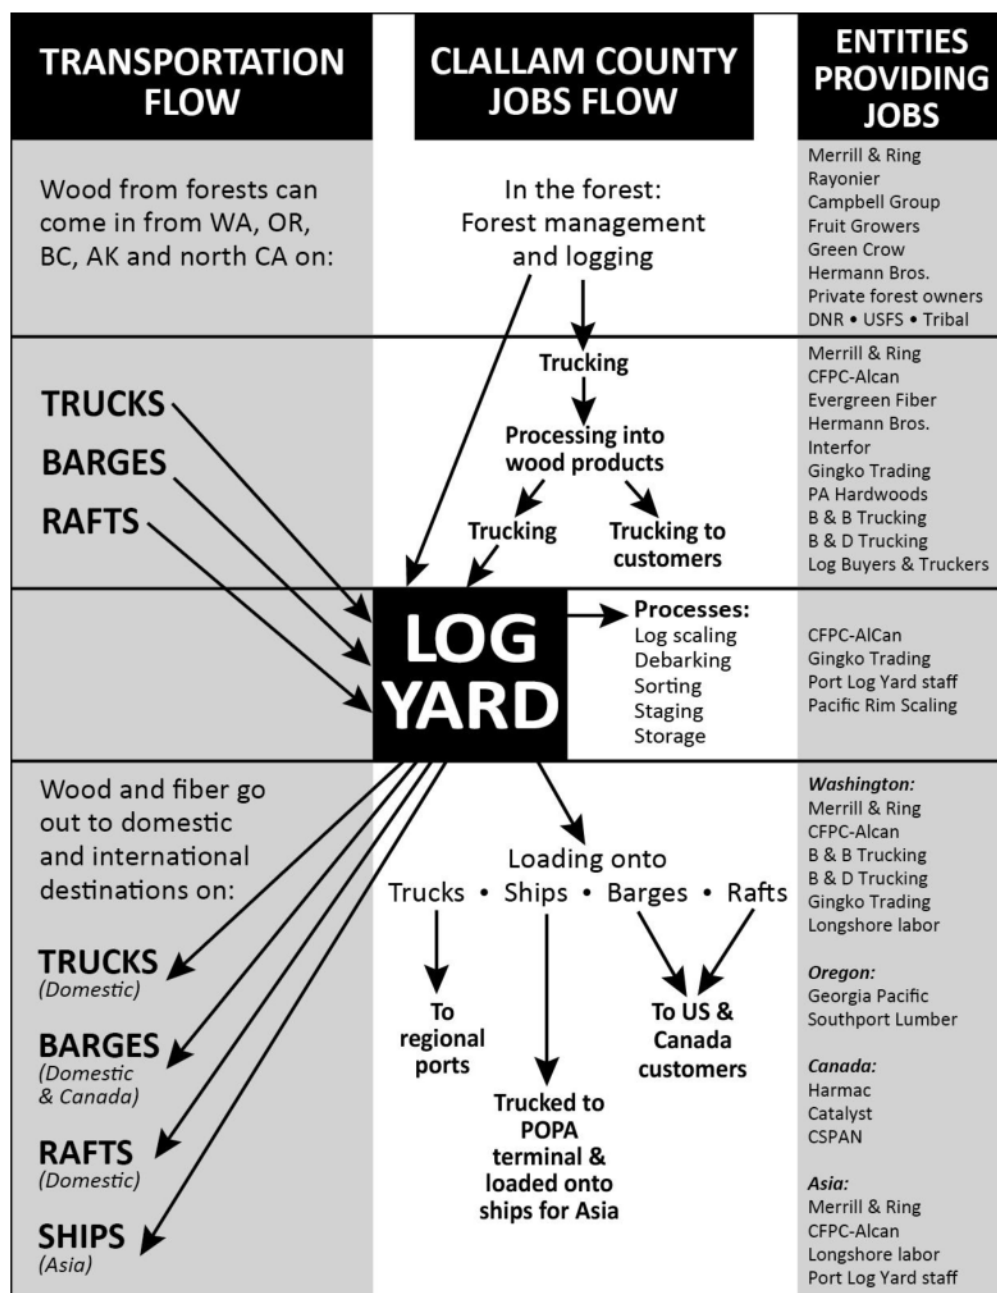 TRANSPORTATION
FLOW
CLALLAM COUNTY
JOBS FLOW
ENTITIES
PROVIDING
JOBS
Wood from forests can
come in from WA, OR,
BC, AK and north CA on:
In the forest:
Forest management
and logging
Merrill & Ring
Rayonier
Campbell Group
Fruit Growers
Green Crow
Hermann Bros.
Private forest owners
DNR • USFS • Tribal
TRUCKS
BARGES
RAFTS
Trucking
Processing into
wood products
Trucking
Trucking to
customers
Merrill & Ring
CFPC-Alcan
Evergreen Fiber
Hermann Bros.
Interfor
Gingko Trading
PA Hardwoods
B & B Trucking
B & D Trucking
Log Buyers & Truckers
LOG
YARD
Processes:
Log scaling
Debarking
Sorting
Staging
Storage
CFPC-AlCan
Gingko Trading
Port Log Yard staff
Pacific Rim Scaling
Wood and fiber go
out to domestic
and international
destinations on:
TRUCKS
(Domestic)
BARGES
(Domestic
& Canada)
RAFTS
(Domestic)
SHIPS
(Asia)
Loading onto
Trucks • Ships • Barges • Rafts
To
regional
ports
Trucked to
POPA
terminal &
loaded onto
ships for Asia
To US &
Canada
customers
Washington:
Merrill & Ring
CFPC-Alcan
B & B Trucking
B & D Trucking
Gingko Trading
Longshore labor
Oregon:
Georgia Pacific
Southport Lumber
Canada:
Harmac
Catalyst
CSPAN
Asia:
Merrill & Ring
CFPC-Alcan
Longshore labor
Port Log Yard staff